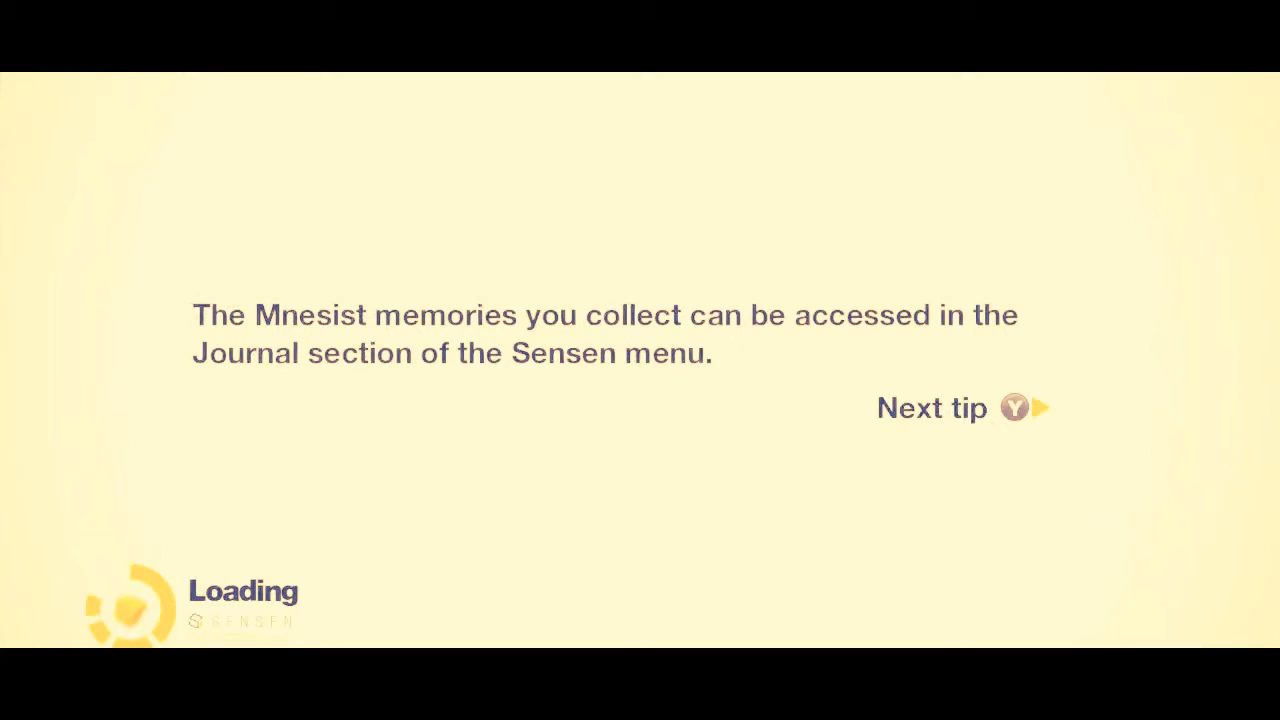 The Mnesist memories you collect can be accessed in the
Journal section of the Sensen menu.
Next tip Y
Loading
SENSEN